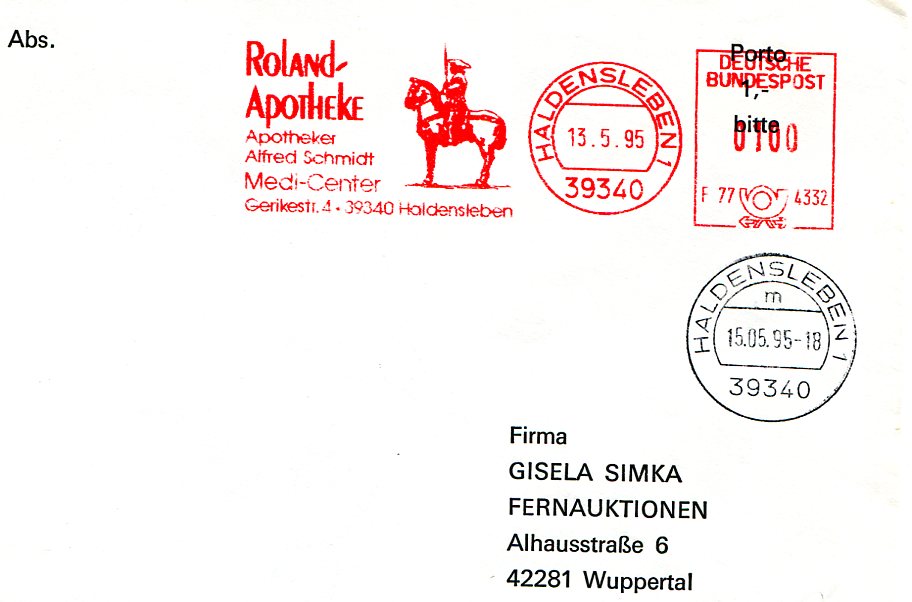 Abs.
Roland-
Apotheke
Apotheker
Alfred Schmidt
Medi-Center
Gerikestr. 4 · 39340 Haldensleben
HALDENSLEBEN 1
13.5.95
39340
Porto
1,-
bitte
DEUTSCHE
BUNDESPOST
0100
F 77 4332
HALDENSLEBEN 1
m
15.05.95-18
39340
Firma
GISELA SIMKA
FERNAUKTIONEN
Alhausstraße 6
42281 Wuppertal